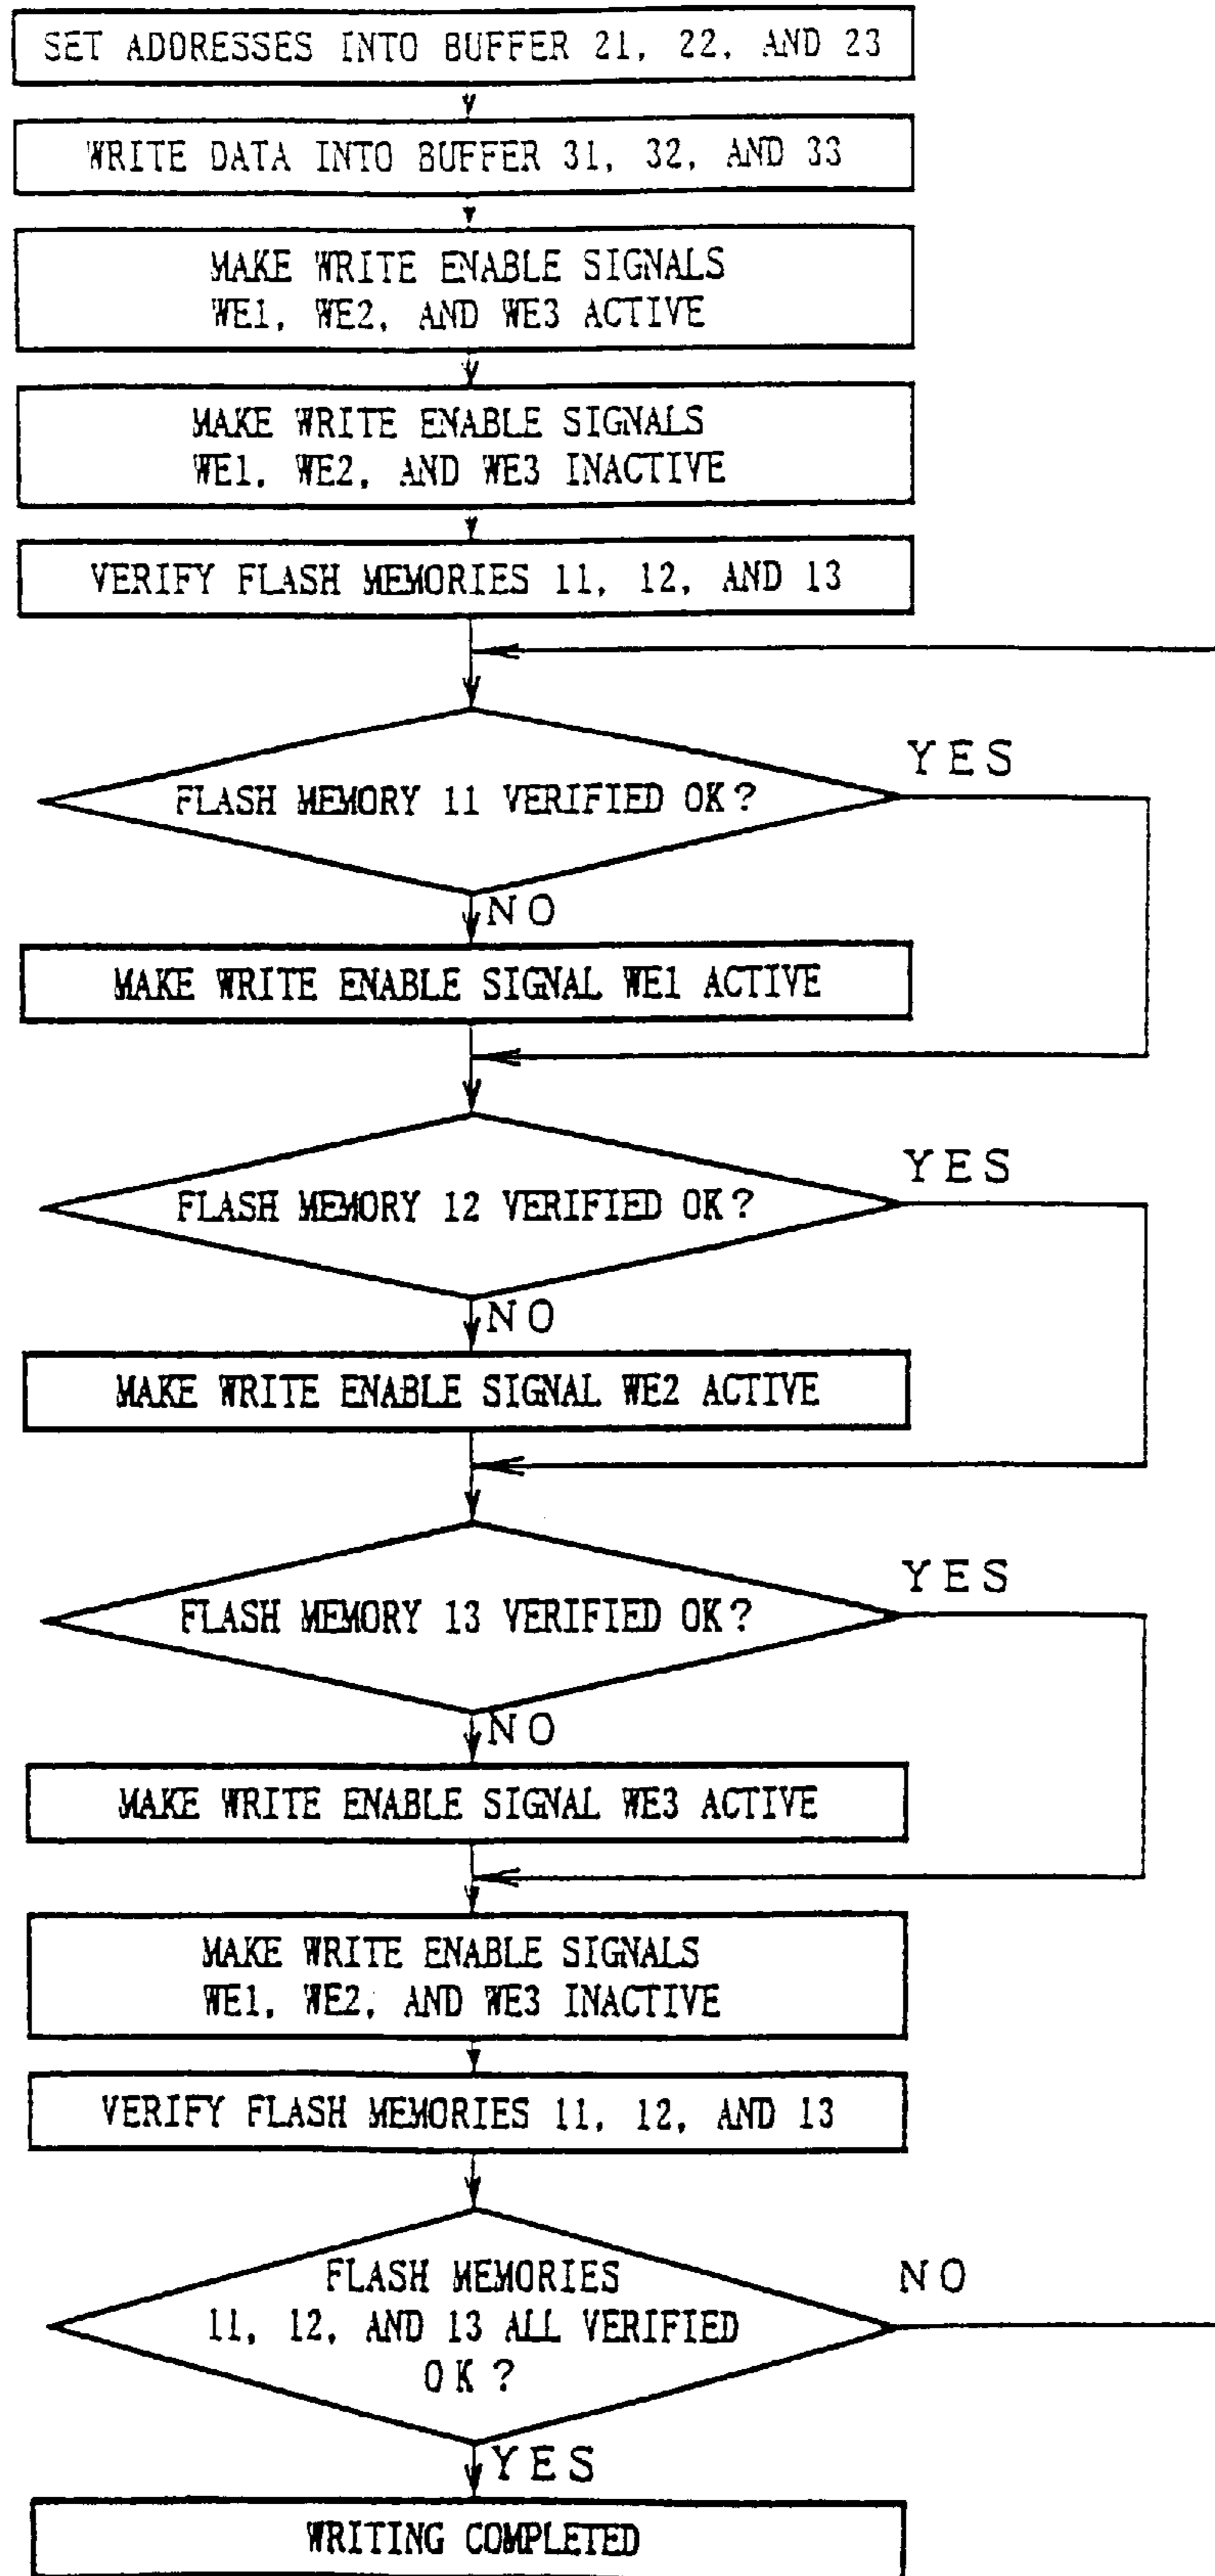 SET ADDRESSES INTO BUFFER 21, 22, AND 23
WRITE DATA INTO BUFFER 31, 32, AND 33
MAKE WRITE ENABLE SIGNALS
WE1, WE2, AND WE3 ACTIVE
MAKE WRITE ENABLE SIGNALS
WE1, WE2, AND WE3 INACTIVE
VERIFY FLASH MEMORIES 11, 12, AND 13
YES
FLASH MEMORY 11 VERIFIED OK?
NO
MAKE WRITE ENABLE SIGNAL WE1 ACTIVE
YES
FLASH MEMORY 12 VERIFIED OK?
NO
MAKE WRITE ENABLE SIGNAL WE2 ACTIVE
YES
FLASH MEMORY 13 VERIFIED OK?
NO
MAKE WRITE ENABLE SIGNAL WE3 ACTIVE
MAKE WRITE ENABLE SIGNALS
WE1, WE2, AND WE3 INACTIVE
VERIFY FLASH MEMORIES 11, 12, AND 13
FLASH MEMORIES
11, 12, AND 13 ALL VERIFIED
OK?
NO
YES
WRITING COMPLETED